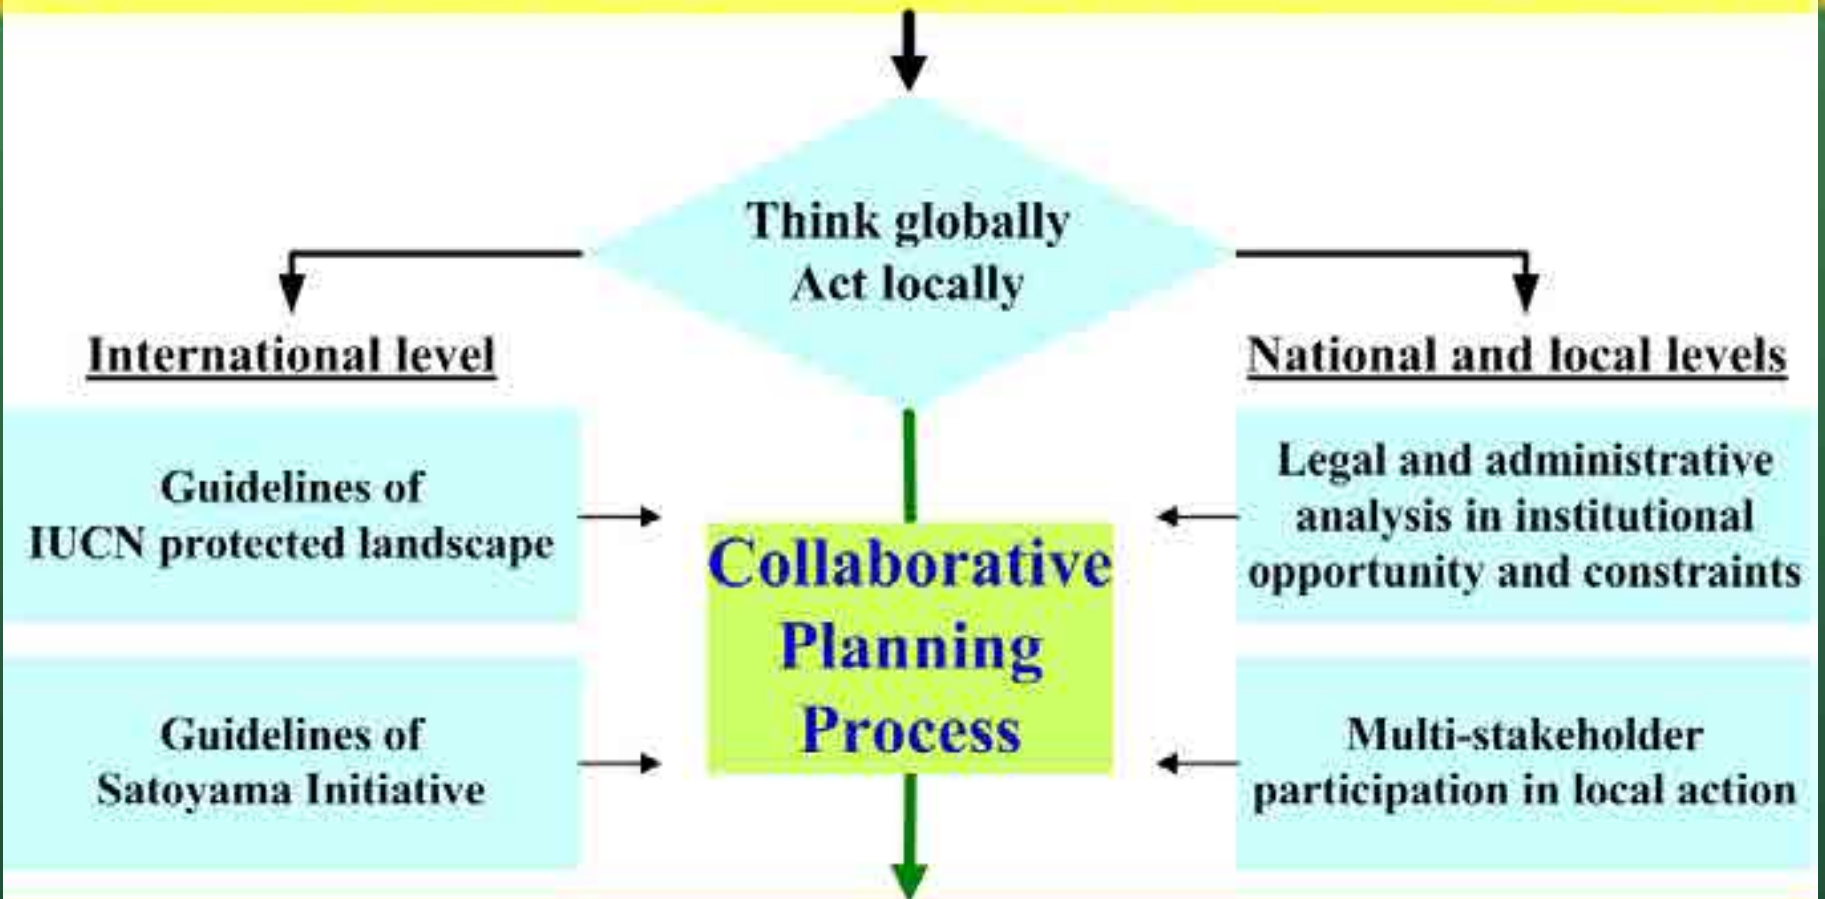 Think globally
Act locally
International level
National and local levels
Guidelines of
IUCN protected landscape
Legal and administrative
analysis in institutional
opportunity and constraints
Collaborative
Planning
Process
Guidelines of
Satoyama Initiative
Multi-stakeholder
participation in local action